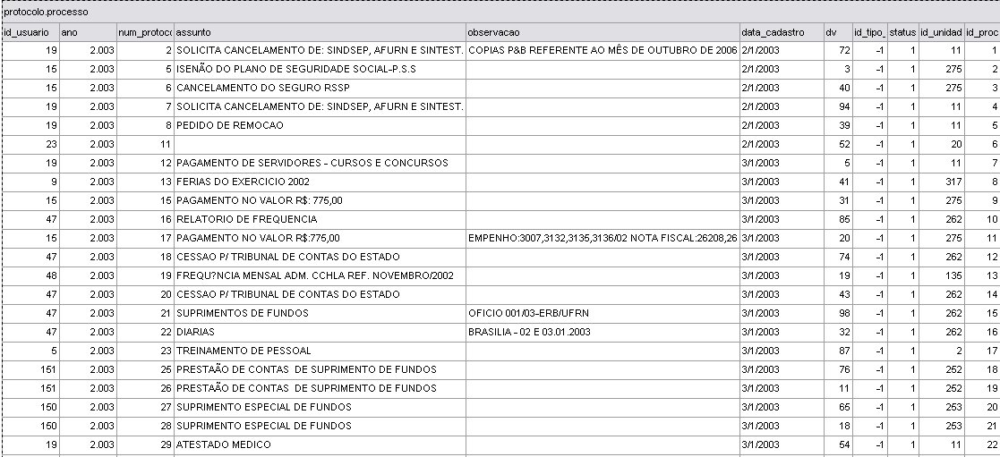 protocolo.processo
id_usuario ano num_protoco assunto observacao data_cadastro dv id_tipo_ status id_unidad id_proc
19 2.003 2 SOLICITA CANCELAMENTO DE: SINDSEP, AFURN E SINTEST. COPIAS P&B REFERENTE AO MÊS DE OUTUBRO DE 2006 2/1/2003 72 -1 1 11 1
15 2.003 5 ISENÃO DO PLANO DE SEGURIDADE SOCIAL-P.S.S 2/1/2003 3 -1 1 275 2
15 2.003 6 CANCELAMENTO DO SEGURO RSSP 2/1/2003 40 -1 1 275 3
19 2.003 7 SOLICITA CANCELAMENTO DE: SINDSEP, AFURN E SINTEST. 2/1/2003 94 -1 1 11 4
19 2.003 8 PEDIDO DE REMOCAO 2/1/2003 39 -1 1 11 5
23 2.003 11 2/1/2003 52 -1 1 20 6
19 2.003 12 PAGAMENTO DE SERVIDORES - CURSOS E CONCURSOS 3/1/2003 5 -1 1 11 7
9 2.003 13 FERIAS DO EXERCICIO 2002 3/1/2003 41 -1 1 317 8
15 2.003 15 PAGAMENTO NO VALOR R$: 775,00 3/1/2003 31 -1 1 275 9
47 2.003 16 RELATORIO DE FREQUENCIA 3/1/2003 85 -1 1 262 10
15 2.003 17 PAGAMENTO NO VALOR R$:775,00 EMPENHO:3007,3132,3135,3136/02 NOTA FISCAL:26208,26 3/1/2003 20 -1 1 275 11
47 2.003 18 CESSAO P/ TRIBUNAL DE CONTAS DO ESTADO 3/1/2003 74 -1 1 262 12
48 2.003 19 FREQU?NCIA MENSAL ADM. CCHLA REF. NOVEMBRO/2002 3/1/2003 19 -1 1 135 13
47 2.003 20 CESSAO P/ TRIBUNAL DE CONTAS DO ESTADO 3/1/2003 43 -1 1 262 14
47 2.003 21 SUPRIMENTOS DE FUNDOS OFICIO 001/03-ERB/UFRN 3/1/2003 98 -1 1 262 15
47 2.003 22 DIARIAS BRASILIA - 02 E 03.01.2003 3/1/2003 32 -1 1 262 16
5 2.003 23 TREINAMENTO DE PESSOAL 3/1/2003 87 -1 1 2 17
151 2.003 25 PRESTAÃO DE CONTAS DE SUPRIMENTO DE FUNDOS 3/1/2003 76 -1 1 252 18
151 2.003 26 PRESTAÃO DE CONTAS DE SUPRIMENTO DE FUNDOS 3/1/2003 11 -1 1 252 19
150 2.003 27 SUPRIMENTO ESPECIAL DE FUNDOS 3/1/2003 65 -1 1 253 20
150 2.003 28 SUPRIMENTO ESPECIAL DE FUNDOS 3/1/2003 18 -1 1 253 21
19 2.003 29 ATESTADO MEDICO 3/1/2003 54 -1 1 11 22